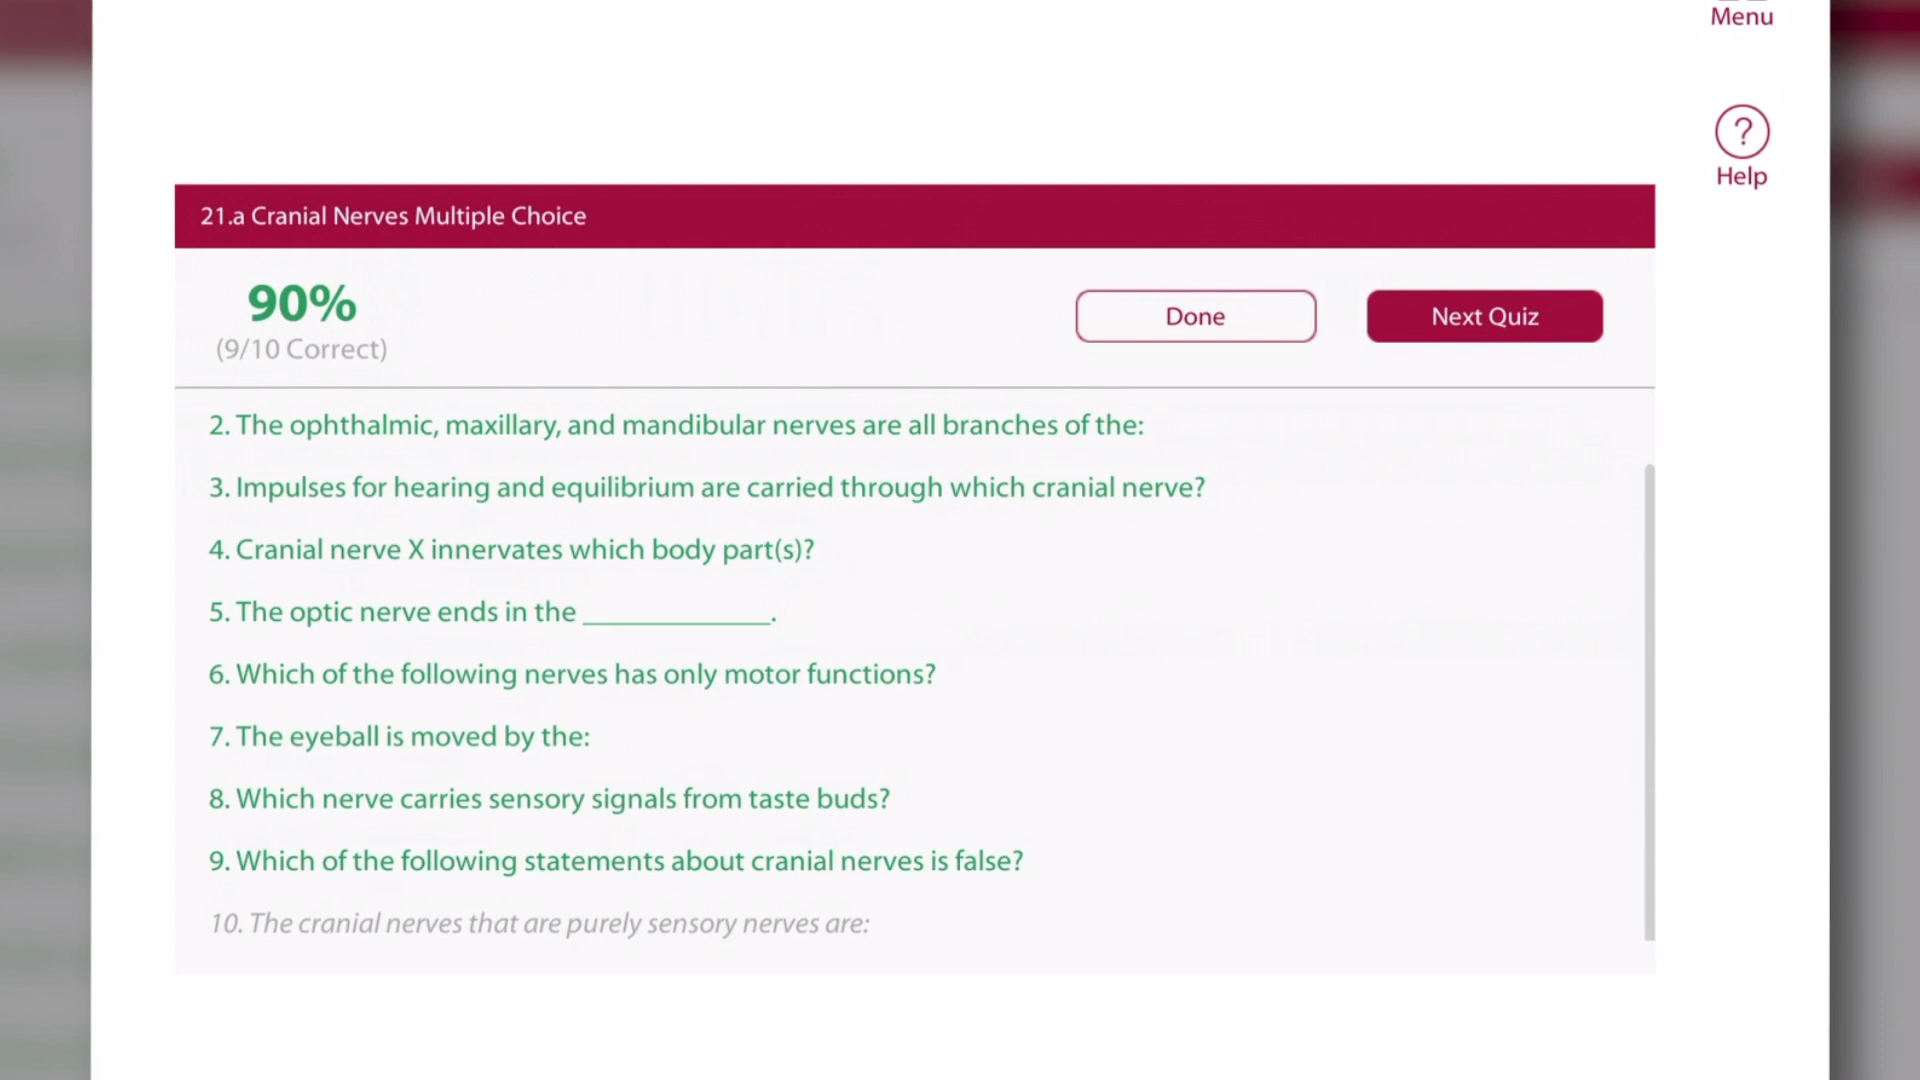 Menu
?
Help
21.a Cranial Nerves Multiple Choice
90%
(9/10 Correct)
Done
Next Quiz
2. The ophthalmic, maxillary, and mandibular nerves are all branches of the:
3. Impulses for hearing and equilibrium are carried through which cranial nerve?
4. Cranial nerve X innervates which body part(s)?
5. The optic nerve ends in the _____________.
6. Which of the following nerves has only motor functions?
7. The eyeball is moved by the:
8. Which nerve carries sensory signals from taste buds?
9. Which of the following statements about cranial nerves is false?
10. The cranial nerves that are purely sensory nerves are: